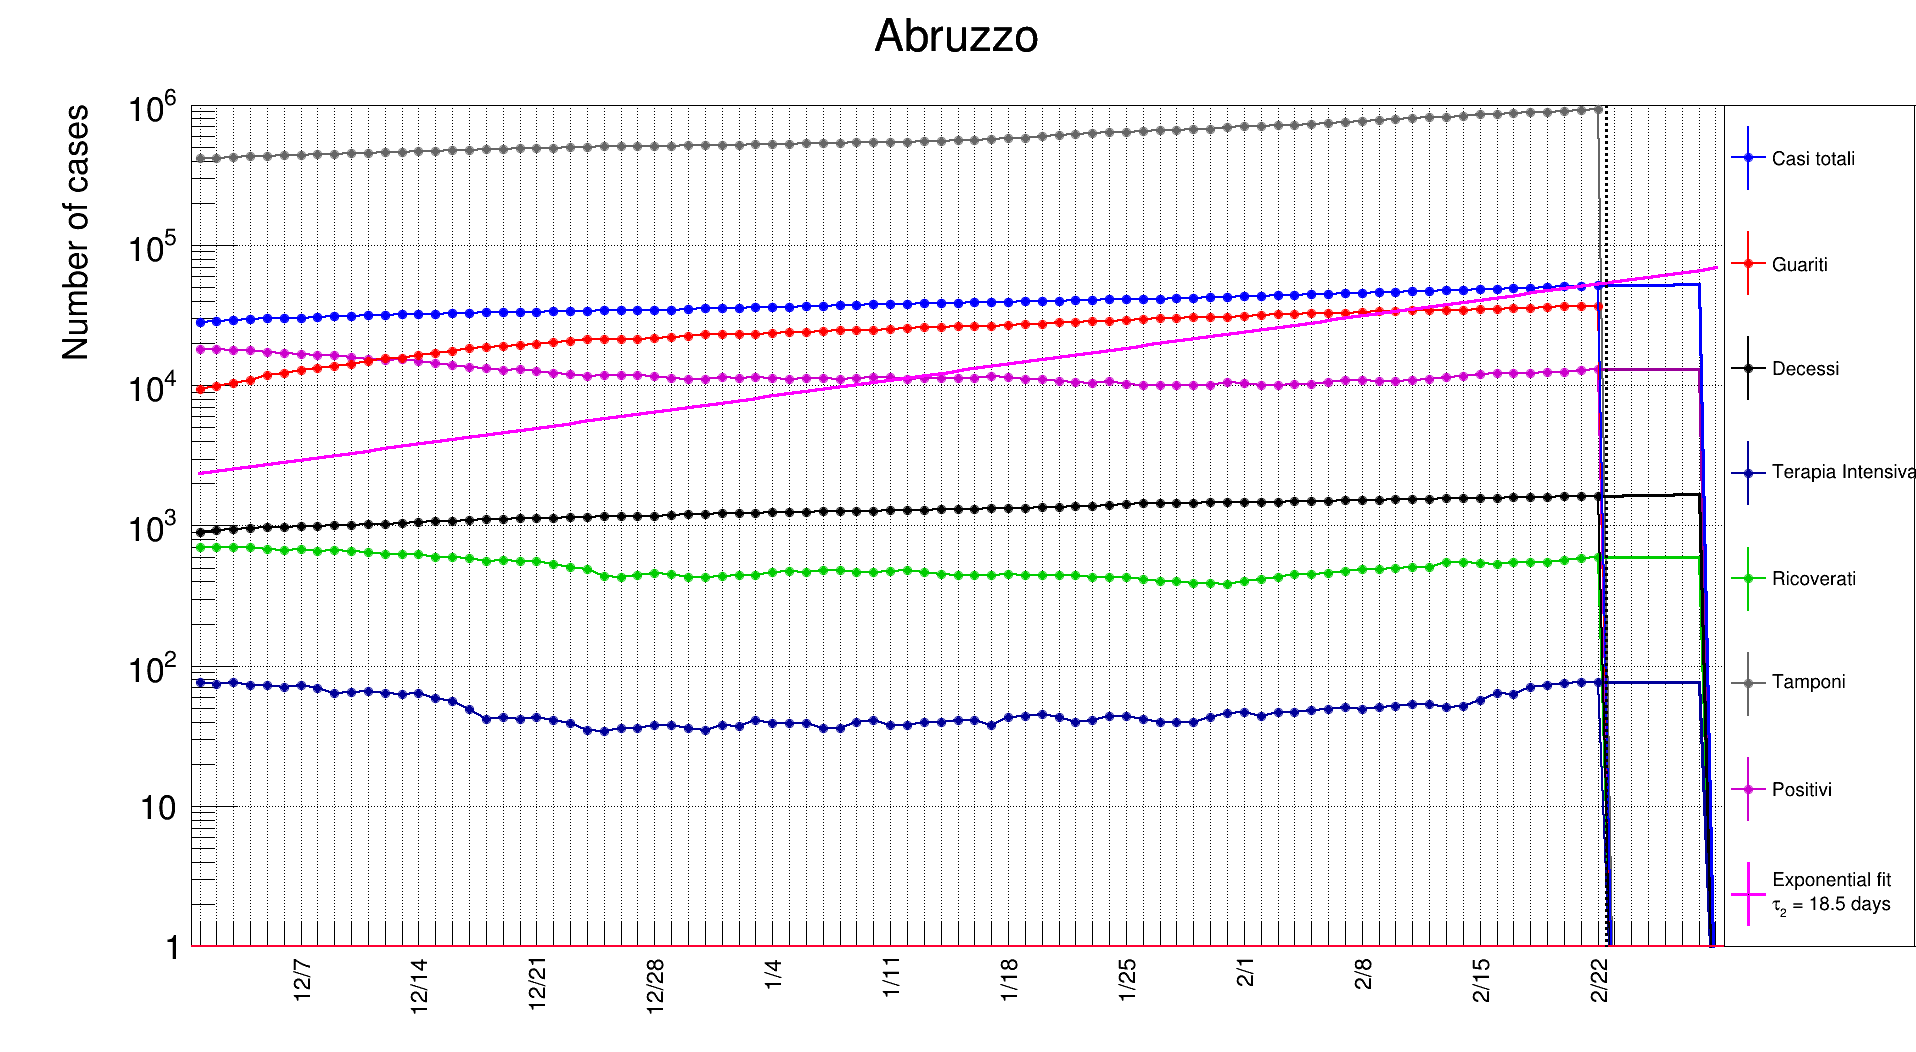 Abruzzo
Number of cases
10^6
10^5
10^4
10^3
10^2
10
1
12/7
12/14
12/21
12/28
1/4
1/11
1/18
1/25
2/1
2/8
2/15
2/22
Casi totali
Guariti
Decessi
Terapia Intensiva
Ricoverati
Tamponi
Positivi
Exponential fit
τ_2 = 18.5 days